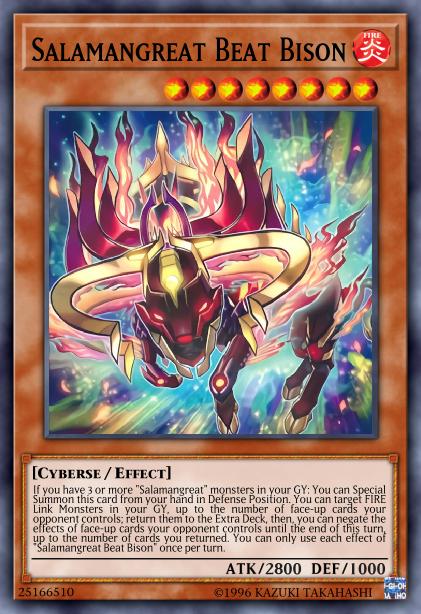 SALAMANGREAT BEAT BISON
FIRE
炎
[CYBERSE / EFFECT]
If you have 3 or more "Salamangreat" monsters in your GY: You can Special
Summon this card from your hand in Defense Position. You can target FIRE
Link Monsters in your GY, up to the number of face-up cards your
opponent controls; return them to the Extra Deck, then, you can negate the
effects of face-up cards your opponent controls until the end of this turn,
up to the number of cards you returned. You can only use each effect of
"Salamangreat Beat Bison" once per turn.
ATK/2800 DEF/1000
25166510
©1996 KAZUKI TAKAHASHI